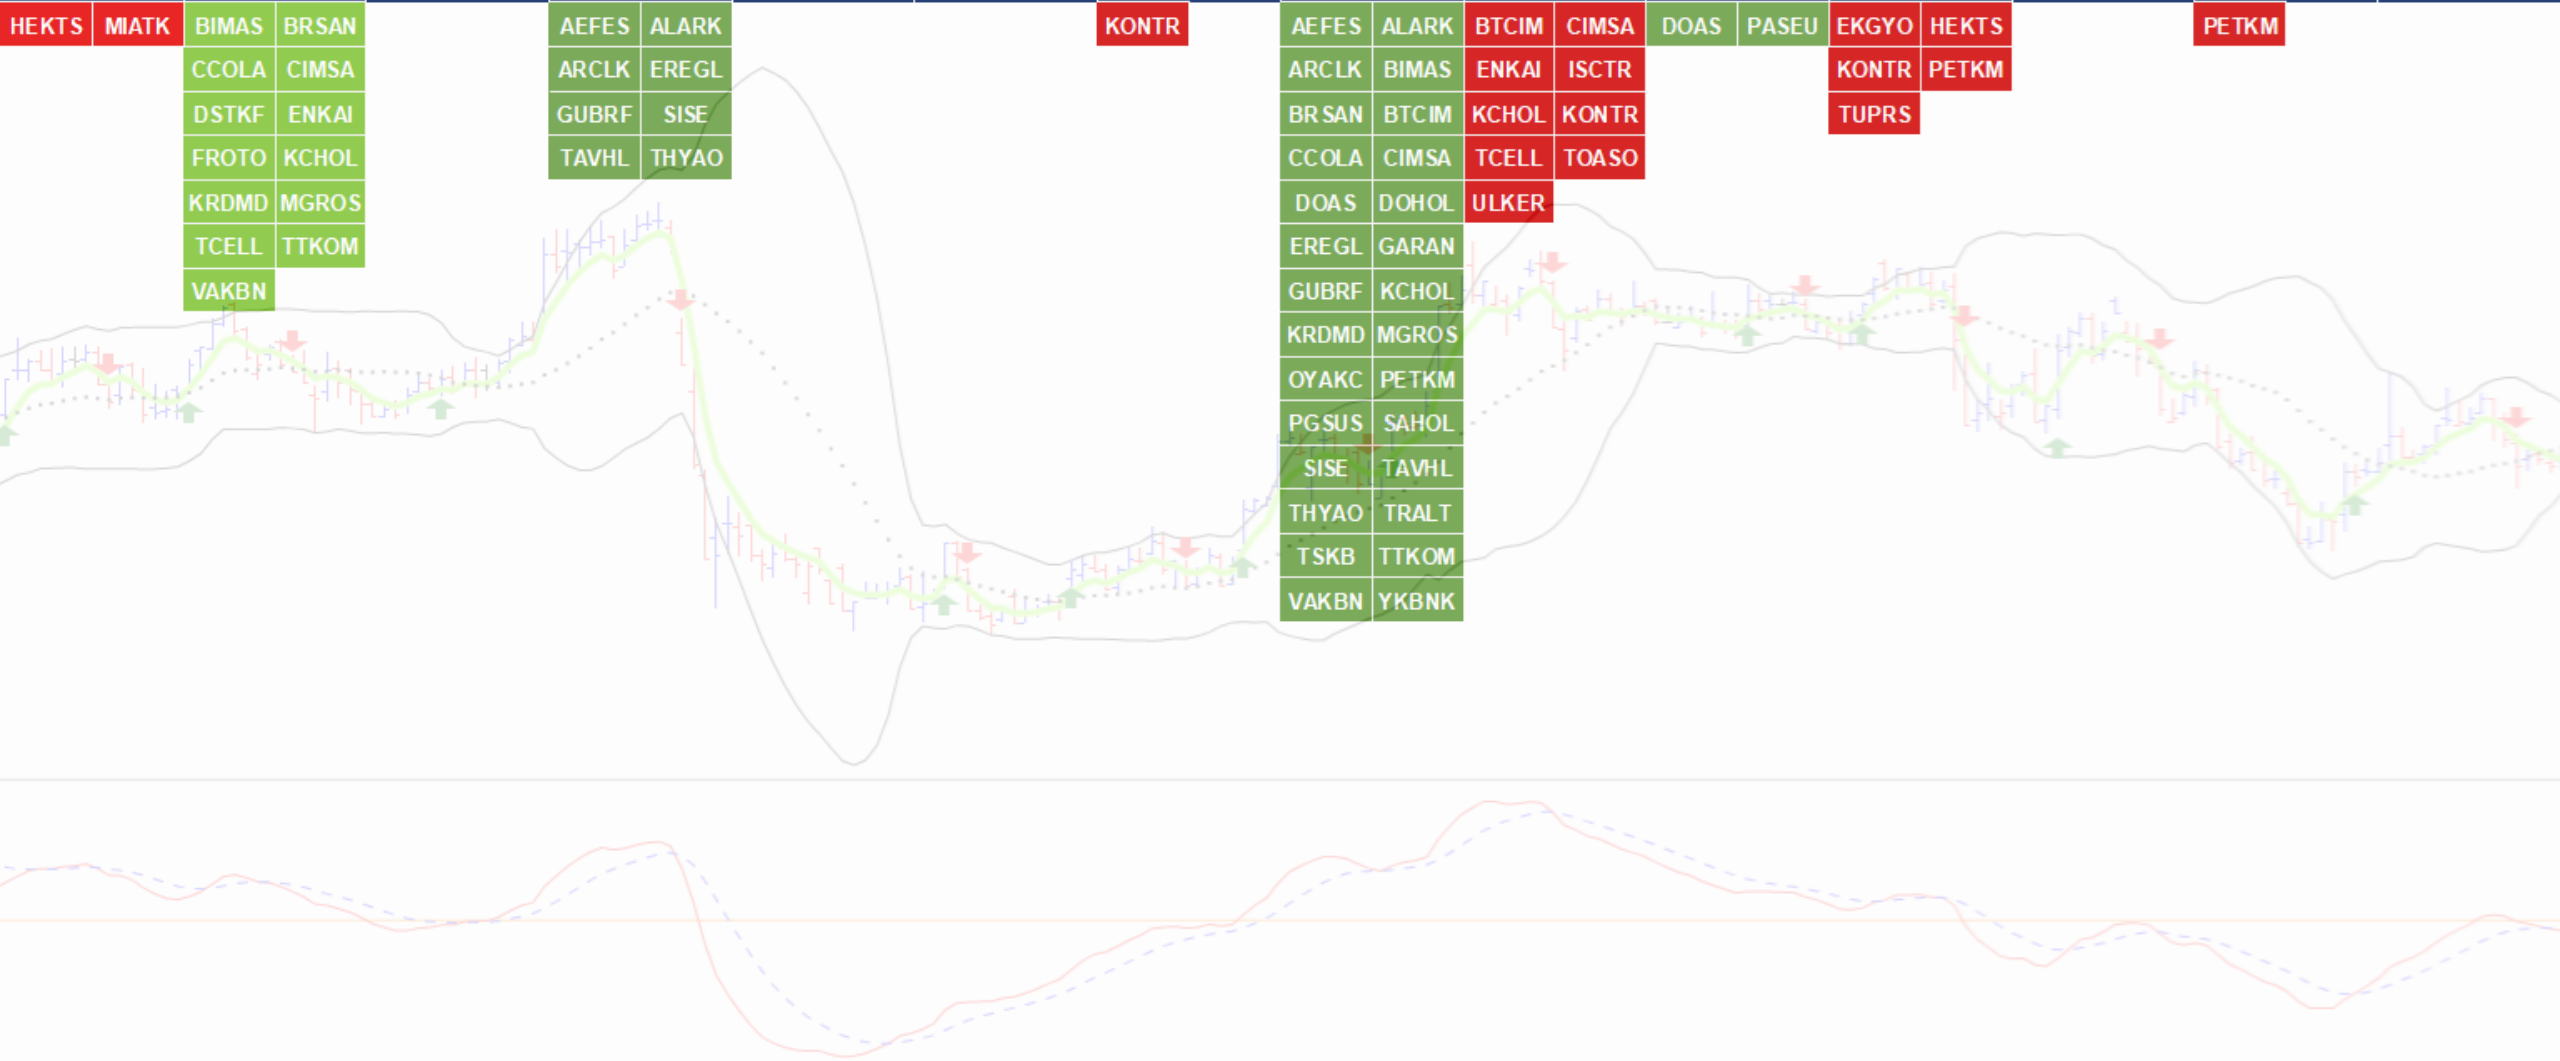 HEKTS MIATK BIMAS BRSAN AEFES ALARK KONTR AEFES ALARK BTCIM CIMSA DOAS PASEU EKGYO HEKTS PETKM
CCOLA CIMSA ARCLK EREGL ARCLK BIMAS ENKAI ISCTR KONTR PETKM
DSTKF ENKAI GUBRF SISE BRSAN BTCIM KCHOL KONTR TUPRS
FROTO KCHOL TAVHL THYAO CCOLA CIMSA TCELL TOASO
KRDMD MGROS DOAS DOHOL ULKER
TCELL TTKOM EREGL GARAN
VAKBN GUBRF KCHOL
KRDMD MGROS
OYAKC PETKM
PGSUS SAHOL
SISE TAVHL
THYAO TRALT
TSKB TTKOM
VAKBN YKBNK